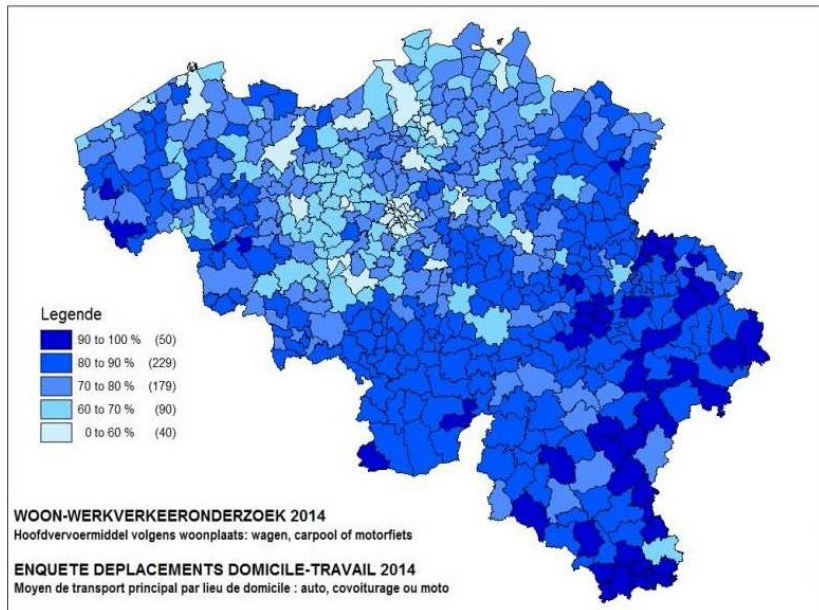 Legende
90 to 100 % (50)
80 to 90 % (229)
70 to 80 % (179)
60 to 70 % (90)
0 to 60 % (40)
WOON-WERKVERKEERONDERZOEK 2014
Hoofdvervoermiddel volgens woonplaats: wagen, carpool of motorfiets
ENQUETE DEPLACEMENTS DOMICILE-TRAVAIL 2014
Moyen de transport principal par lieu de domicile : auto, covoiturage ou moto